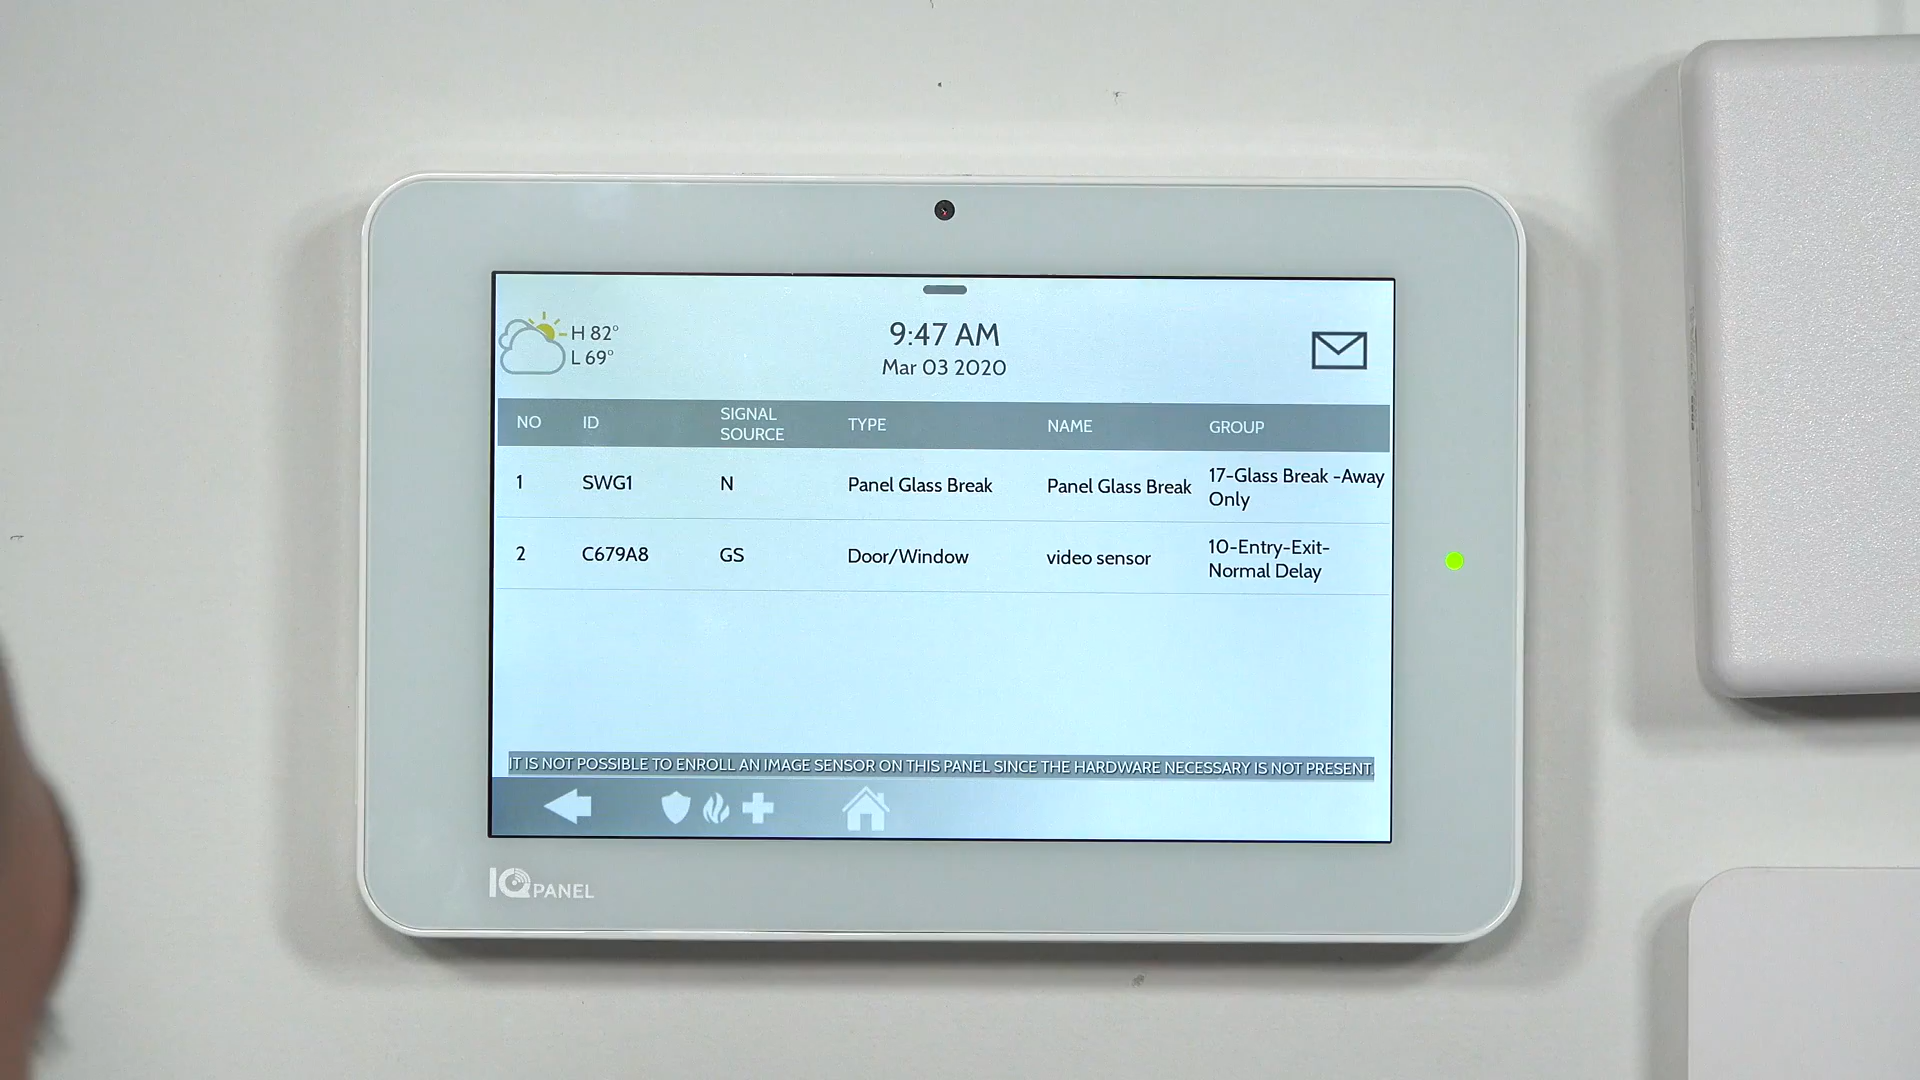 H 82°
L 69°
9:47 AM
Mar 03 2020
NO ID SIGNAL SOURCE TYPE NAME GROUP
1 SWG1 N Panel Glass Break Panel Glass Break 17-Glass Break -Away Only
2 C679A8 GS Door/Window video sensor 10-Entry-Exit-Normal Delay
IT IS NOT POSSIBLE TO ENROLL AN IMAGE SENSOR ON THIS PANEL SINCE THE HARDWARE NECESSARY IS NOT PRESENT.
IQ PANEL